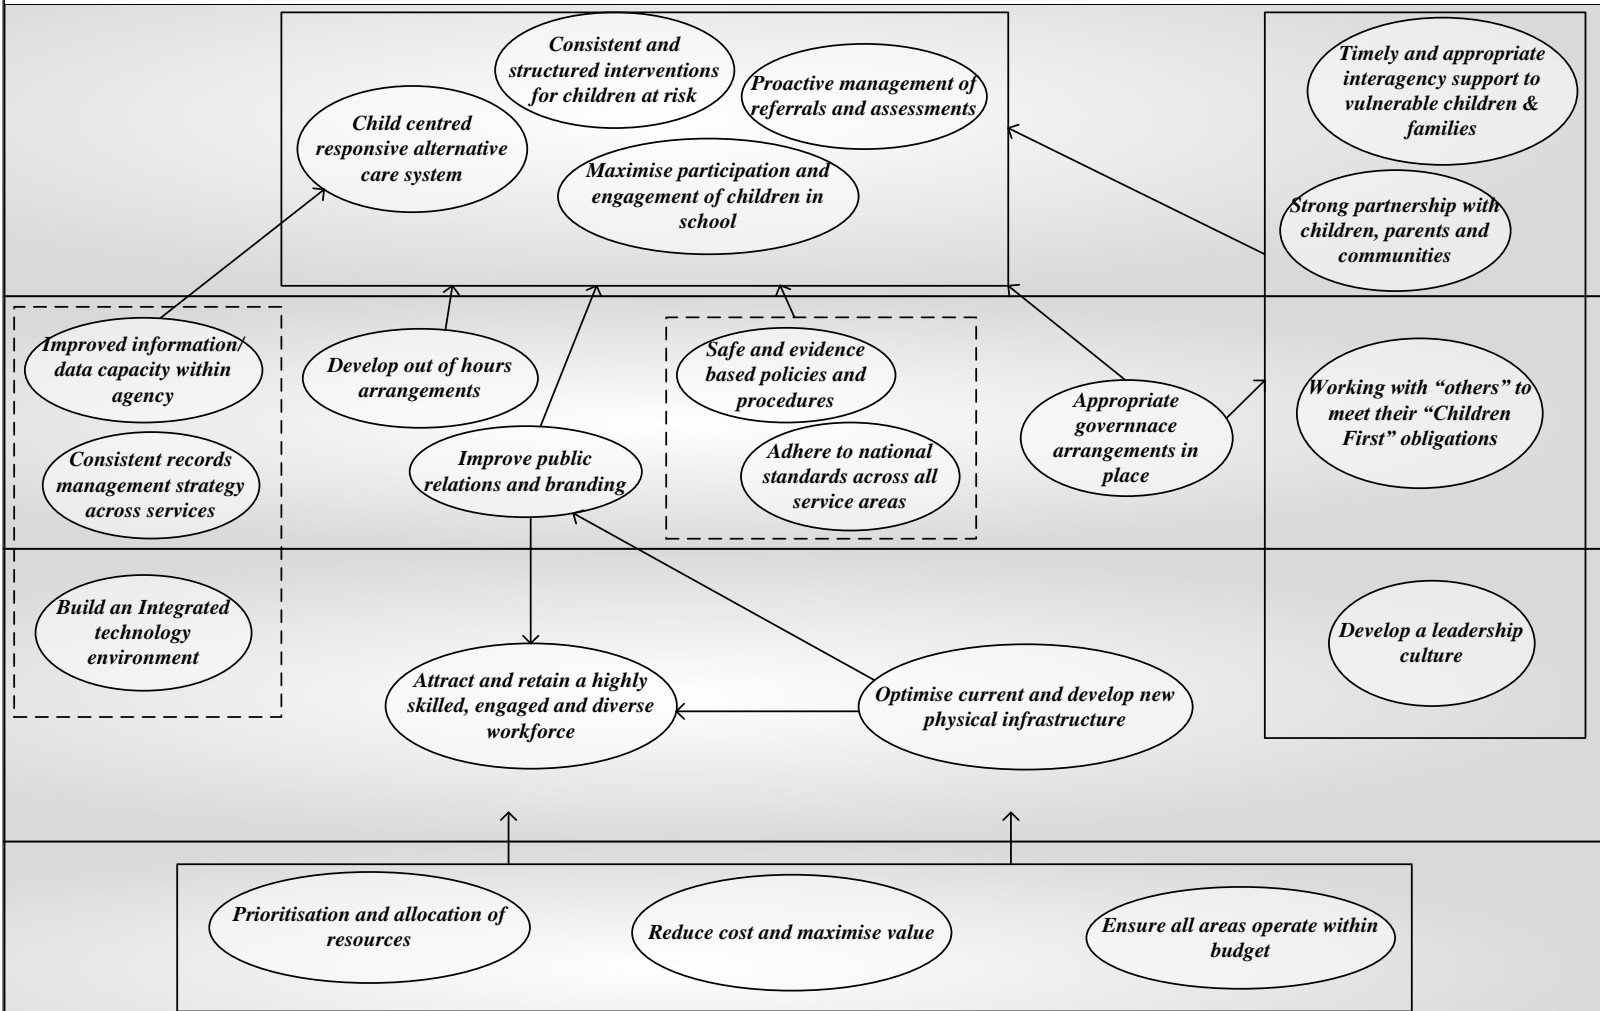 Consistent and
structured interventions
for children at risk
Proactive management of
referrals and assessments
Child centred
responsive alternative
care system
Maximise participation and
engagement of children in
school
Timely and appropriate
interagency support to
vulnerable children &
families
Strong partnership with
children, parents and
communities
Improved information/
data capacity within
agency
Develop out of hours
arrangements
Safe and evidence
based policies and
procedures
Appropriate
governnace
arrangements in
place
Working with “others” to
meet their “Children
First” obligations
Consistent records
management strategy
across services
Improve public
relations and branding
Adhere to national
standards across all
service areas
Build an Integrated
technology
environment
Attract and retain a highly
skilled, engaged and diverse
workforce
Optimise current and develop new
physical infrastructure
Develop a leadership
culture
Prioritisation and allocation of
resources
Reduce cost and maximise value
Ensure all areas operate within
budget